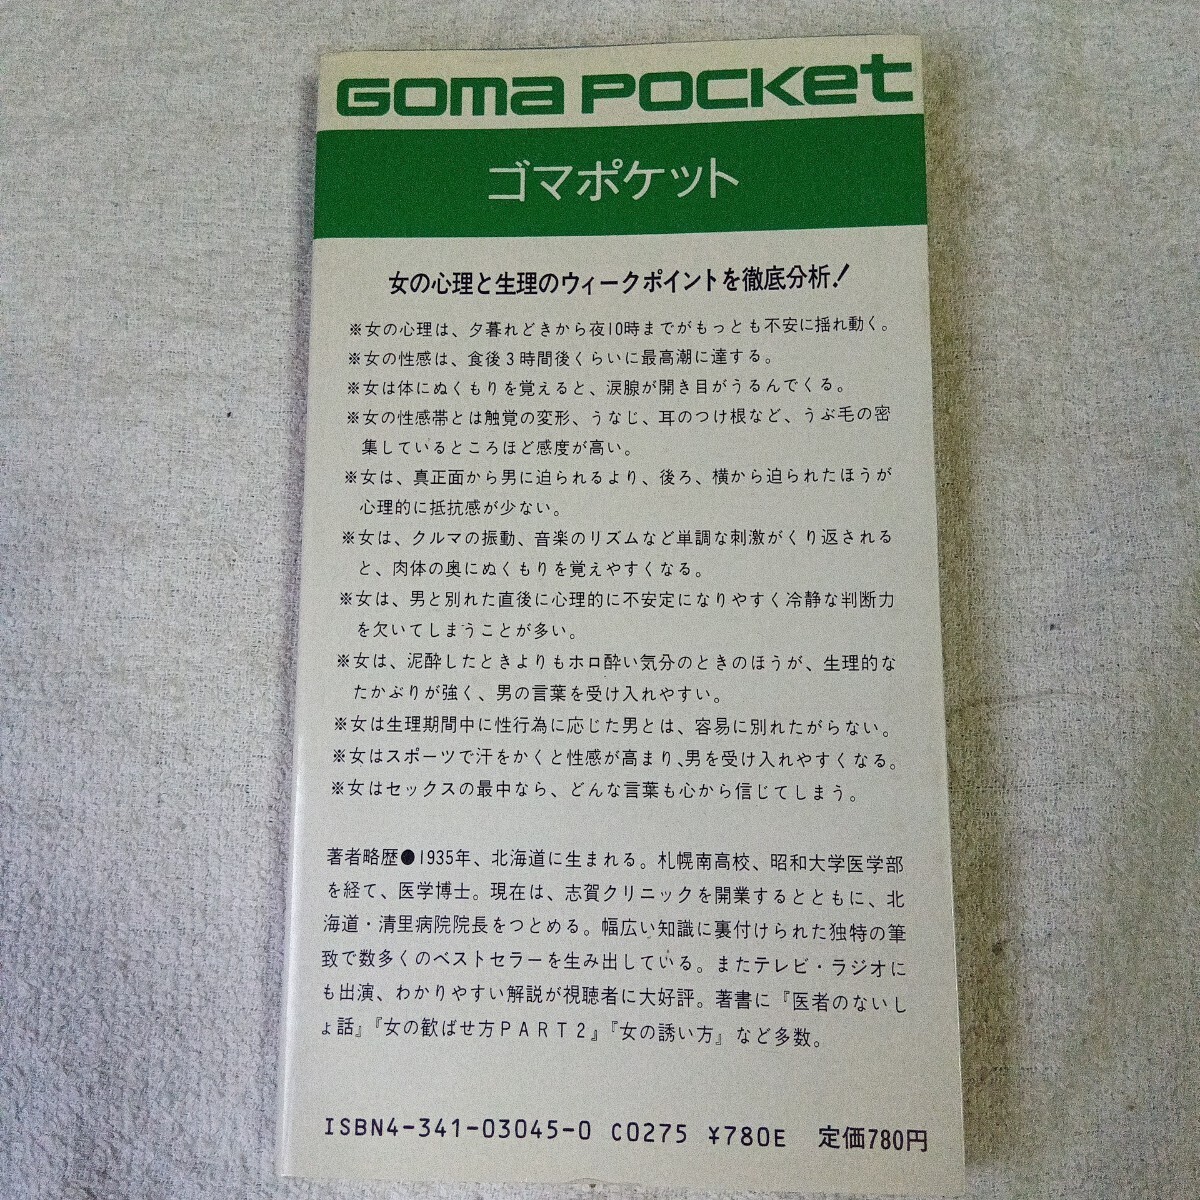 GOMA POCKET
ゴマポケット
女の心理と生理のウィークポイントを徹底分析!
※女の心理は、夕暮れどきから夜10時までがもっとも不安に揺れ動く。
※女の性感は、食後3時間後くらいに最高潮に達する。
※女は体にぬくもりを覚えると、涙腺が開き目がうるんでくる。
※女の性感帯とは触覚の変形、うなじ、耳のつけ根など、うぶ毛の密
集しているところほど感度が高い。
※女は、真正面から男に迫られるより、後ろ、横から迫られたほうが
心理的に抵抗感が少ない。
※女は、クルマの振動、音楽のリズムなど単調な刺激がくり返される
と、肉体の奥にぬくもりを覚えやすくなる。
※女は、男と別れた直後に心理的に不安定になりやすく冷静な判断力
を欠いてしまうことが多い。
※女は、泥酔したときよりもホロ酔い気分のときのほうが、生理的な
たかぶりが強く、男の言葉を受け入れやすい。
※女は生理期間中に性行為に応じた男とは、容易に別れたがらない。
※女はスポーツで汗をかくと性感が高まり、男を受け入れやすくなる。
※女はセックスの最中なら、どんな言葉も心から信じてしまう。
著者略歴●1935年、北海道に生まれる。札幌南高校、昭和大学医学部
を経て、医学博士。現在は、志賀クリニックを開業するとともに、北
海道・清里病院院長をつとめる。幅広い知識に裏付けられた独特の筆
致で数多くのベストセラーを生み出している。またテレビ・ラジオに
も出演、わかりやすい解説が視聴者に大好評。著書に『医者のないし
ょ話』『女の歓ばせ方PART2』『女の誘い方』など多数。
ISBN4-341-03045-0 C0275 ¥780E 定価780円